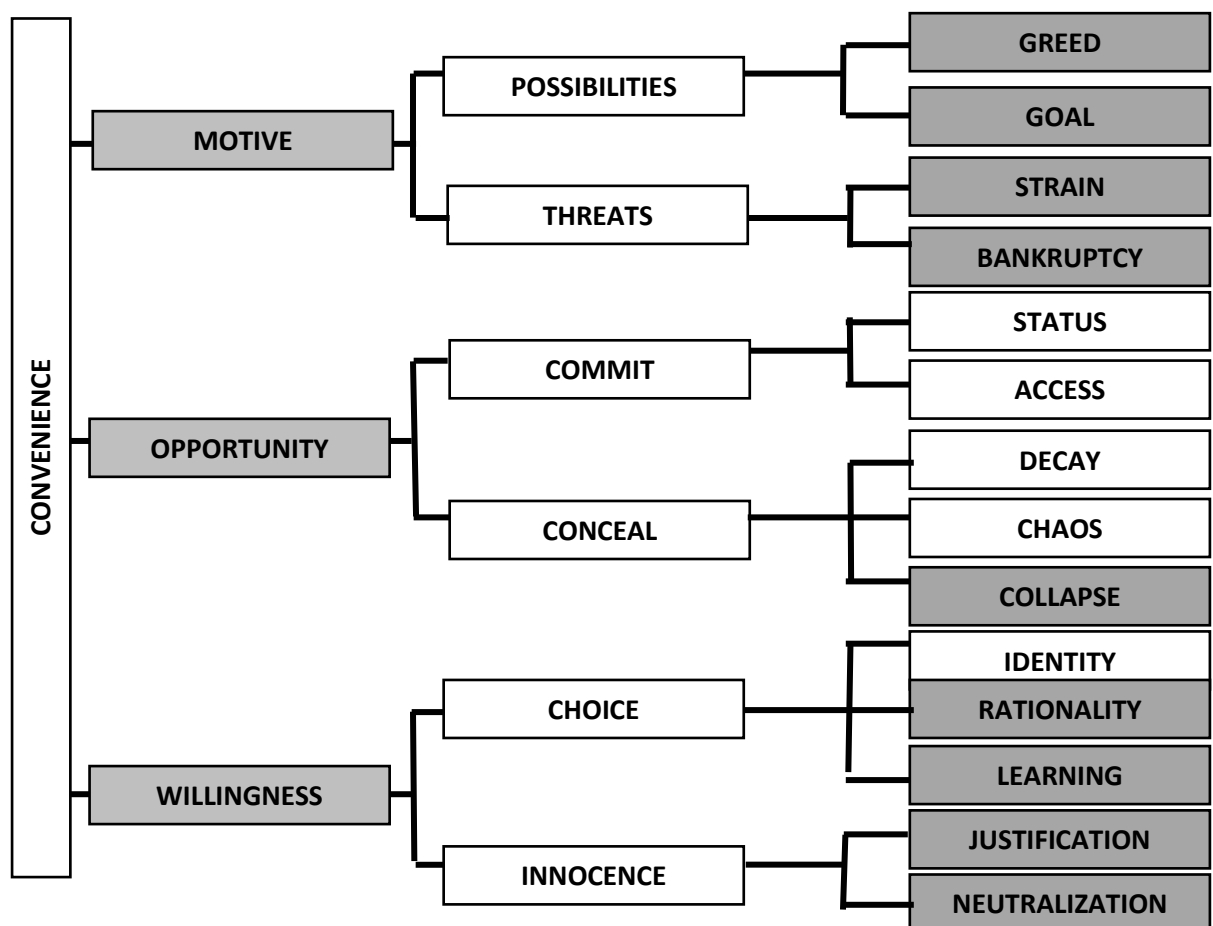 CONVENIENCE
MOTIVE
POSSIBILITIES
GREED
GOAL
THREATS
STRAIN
BANKRUPTCY
OPPORTUNITY
COMMIT
STATUS
ACCESS
CONCEAL
DECAY
CHAOS
COLLAPSE
WILLINGNESS
CHOICE
IDENTITY
RATIONALITY
LEARNING
INNOCENCE
JUSTIFICATION
NEUTRALIZATION